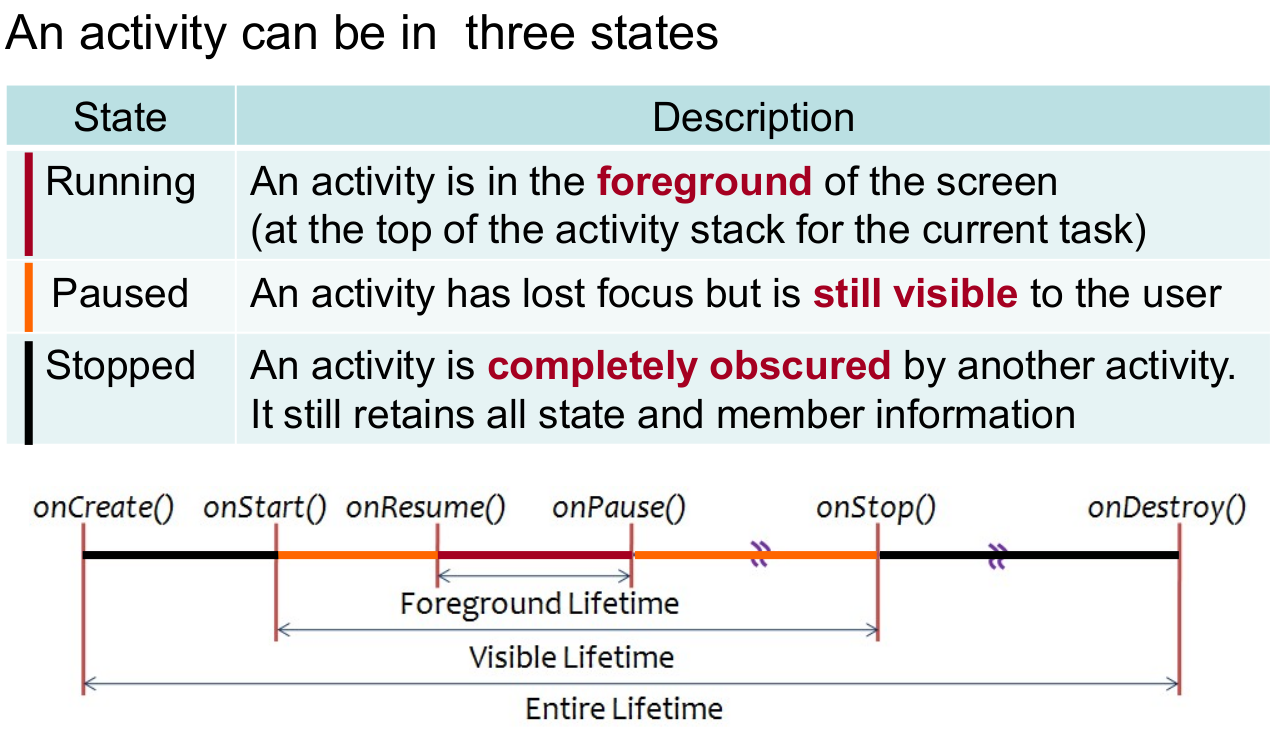 An activity can be in  three states
State
Description
Running
An activity is in the foreground of the screen
(at the top of the activity stack for the current task)
Paused
An activity has lost focus but is still visible to the user
Stopped
An activity is completely obscured by another activity.
It still retains all state and member information
onCreate() onStart() onResume() onPause() onStop() onDestroy()
Foreground Lifetime
Visible Lifetime
Entire Lifetime